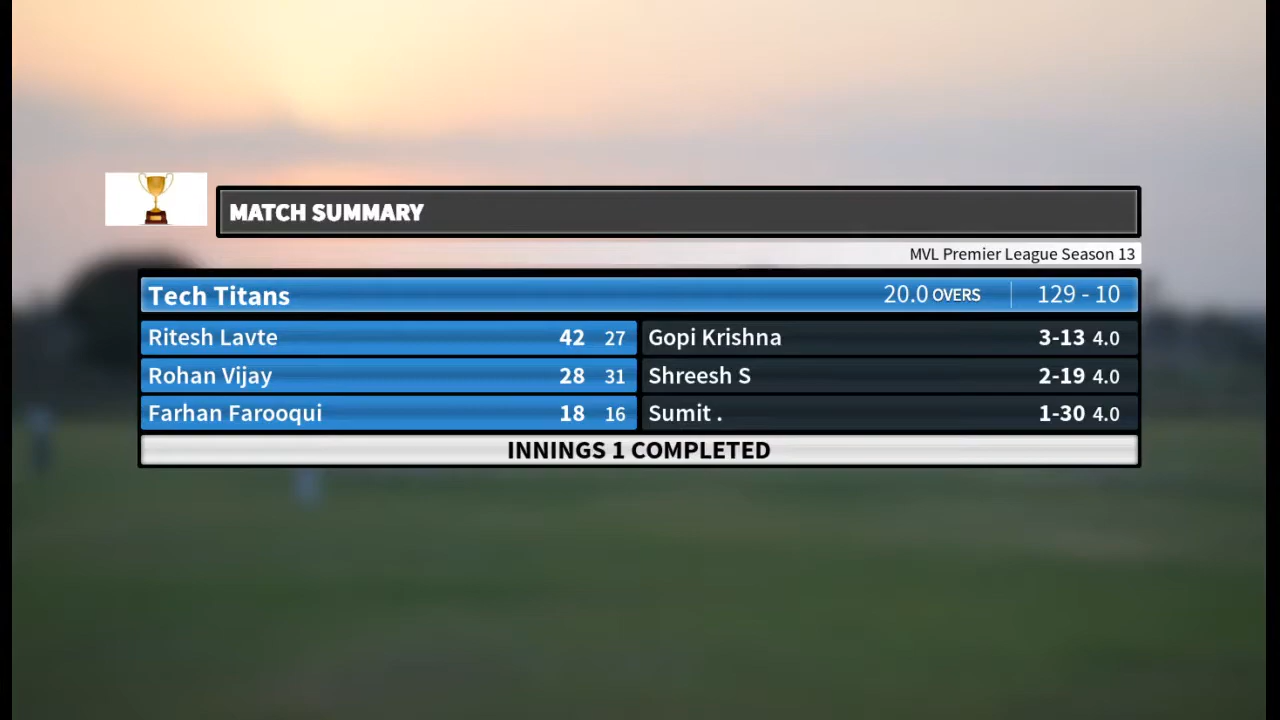 MATCH SUMMARY
MVL Premier League Season 13
Tech Titans 20.0 OVERS 129 - 10
Ritesh Lavte 42 27 Gopi Krishna 3-13 4.0
Rohan Vijay 28 31 Shreesh S 2-19 4.0
Farhan Farooqui 18 16 Sumit . 1-30 4.0
INNINGS 1 COMPLETED